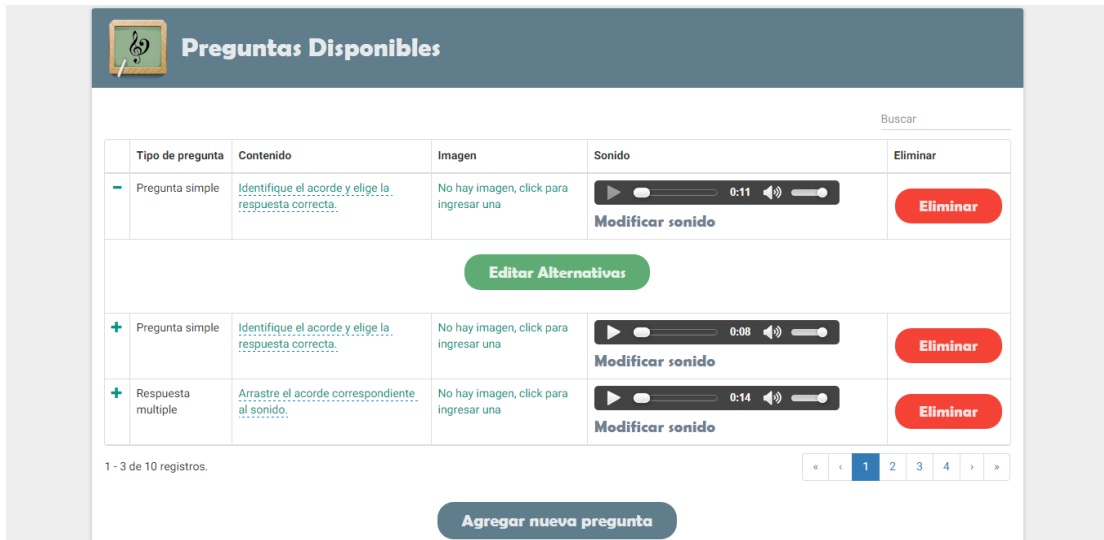 Preguntas Disponibles
Buscar
Tipo de pregunta Contenido Imagen Sonido Eliminar
Pregunta simple Identifique el acorde y elige la No hay imagen, click para 0:11 Eliminar
respuesta correcta. ingresar una
Modificar sonido
Editar Alternativas
Pregunta simple Identifique el acorde y elige la No hay imagen, click para 0:08 Eliminar
respuesta correcta. ingresar una
Modificar sonido
Respuesta Arrastre el acorde correspondiente No hay imagen, click para 0:14 Eliminar
multiple al sonido. ingresar una
Modificar sonido
1 - 3 de 10 registros. « ‹ 1 2 3 4 › »
Agregar nueva pregunta